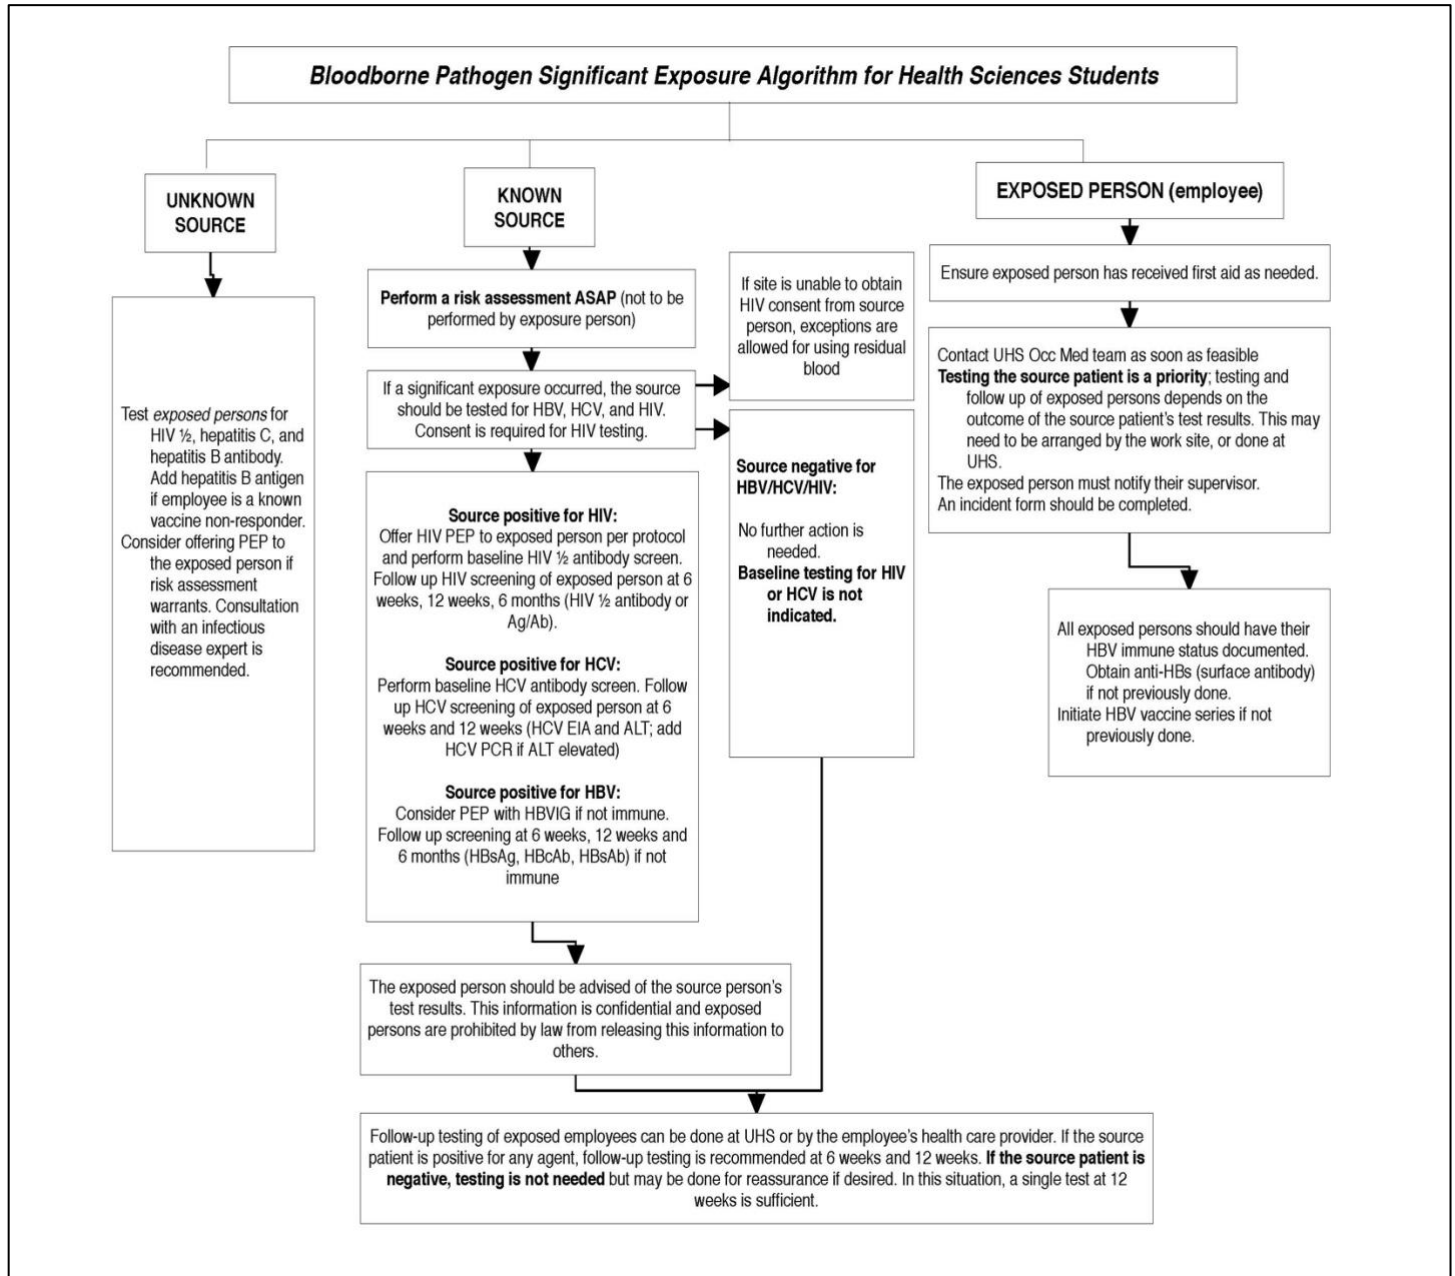 Bloodborne Pathogen Significant Exposure Algorithm for Health Sciences Students
UNKNOWN
SOURCE
Test exposed persons for
HIV ½, hepatitis C, and
hepatitis B antibody.
Add hepatitis B antigen
if employee is a known
vaccine non-responder.
Consider offering PEP to
the exposed person if
risk assessment
warrants. Consultation
with an infectious
disease expert is
recommended.
KNOWN
SOURCE
Perform a risk assessment ASAP (not to be
performed by exposure person)
If a significant exposure occurred, the source
should be tested for HBV, HCV, and HIV.
Consent is required for HIV testing.
If site is unable to obtain
HIV consent from source
person, exceptions are
allowed for using residual
blood
Source positive for HIV:
Offer HIV PEP to exposed person per protocol
and perform baseline HIV ½ antibody screen.
Follow up HIV screening of exposed person at 6
weeks, 12 weeks, 6 months (HIV ½ antibody or
Ag/Ab).
Source positive for HCV:
Perform baseline HCV antibody screen. Follow
up HCV screening of exposed person at 6
weeks and 12 weeks (HCV EIA and ALT; add
HCV PCR if ALT elevated)
Source positive for HBV:
Consider PEP with HBVIG if not immune.
Follow up screening at 6 weeks, 12 weeks and
6 months (HBsAg, HBcAb, HBsAb) if not
immune
Source negative for
HBV/HCV/HIV:
No further action is
needed.
Baseline testing for HIV
or HCV is not
indicated.
The exposed person should be advised of the source person's
test results. This information is confidential and exposed
persons are prohibited by law from releasing this information to
others.
EXPOSED PERSON (employee)
Ensure exposed person has received first aid as needed.
Contact UHS Occ Med team as soon as feasible
Testing the source patient is a priority; testing and
follow up of exposed persons depends on the
outcome of the source patient's test results. This may
need to be arranged by the work site, or done at
UHS.
The exposed person must notify their supervisor.
An incident form should be completed.
All exposed persons should have their
HBV immune status documented.
Obtain anti-HBs (surface antibody)
if not previously done.
Initiate HBV vaccine series if not
previously done.
Follow-up testing of exposed employees can be done at UHS or by the employee's health care provider. If the source
patient is positive for any agent, follow-up testing is recommended at 6 weeks and 12 weeks. If the source patient is
negative, testing is not needed but may be done for reassurance if desired. In this situation, a single test at 12
weeks is sufficient.